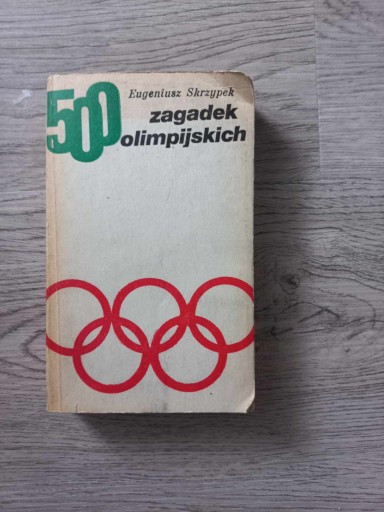 Eugeniusz Skrzypek
500 zagadek
olimpijskich